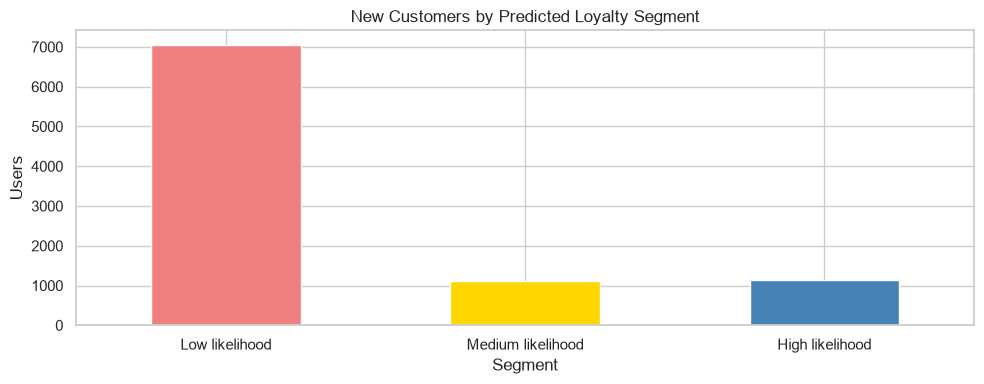 New Customers by Predicted Loyalty Segment
Users
7000
6000
5000
4000
3000
2000
1000
0
Low likelihood
Medium likelihood
High likelihood
Segment